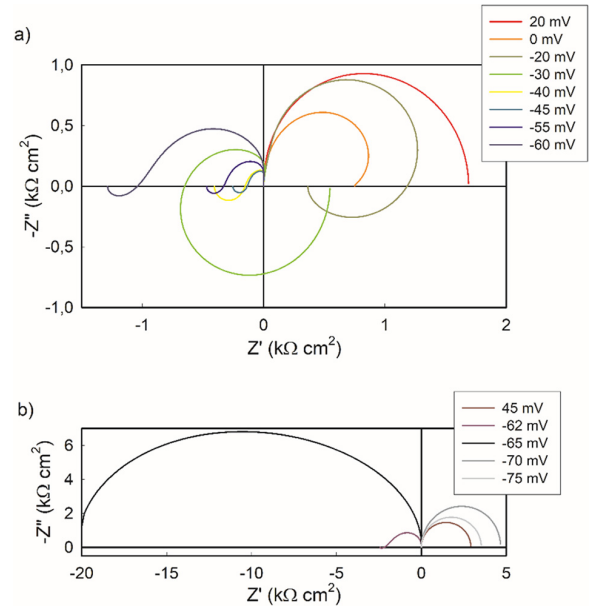 a)
20 mV
0 mV
-20 mV
-30 mV
-40 mV
-45 mV
-55 mV
-60 mV
1,0
0,5
0,0
-0,5
-1,0
-Z" (kΩ cm²)
-1 0 1 2
Z' (kΩ cm²)
b)
45 mV
-62 mV
-65 mV
-70 mV
-75 mV
6
4
2
0
-Z" (kΩ cm²)
-20 -15 -10 -5 0 5
Z' (kΩ cm²)